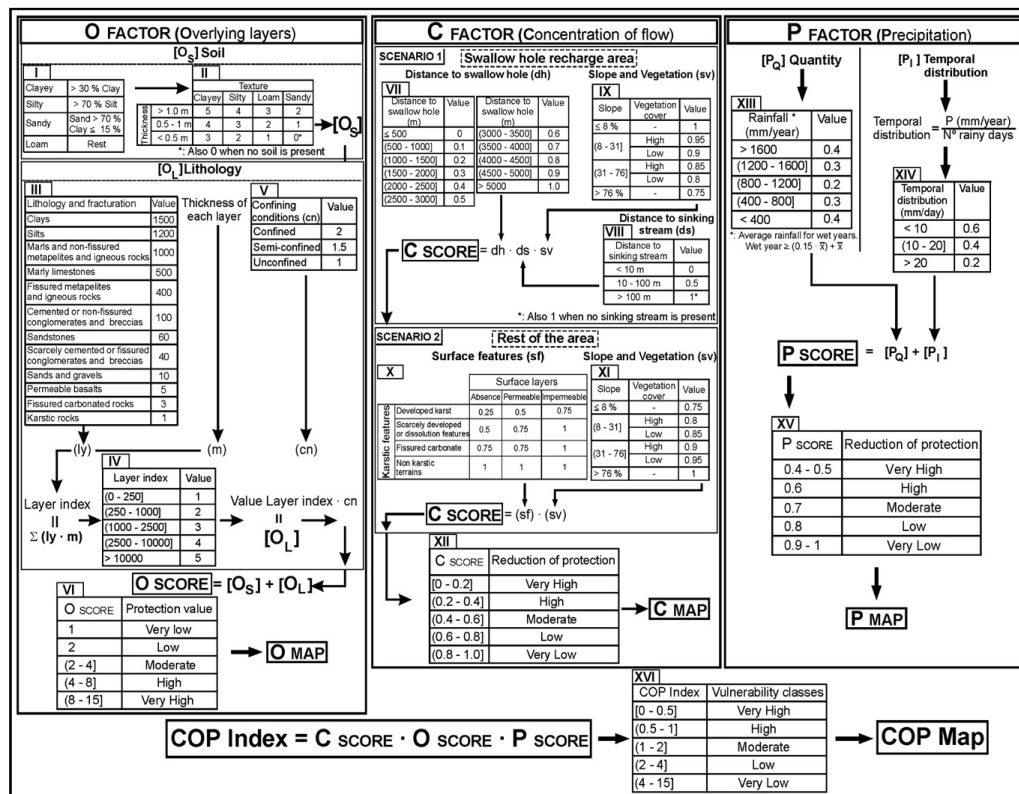 O FACTOR (Overlying layers)
[OS] Soil
I
Clayey > 30 % Clay
Silty > 70 % Silt
Sandy Sand > 70 % Clay ≤ 15 %
Loam Rest
II
Texture
Thickness
Clayey Silty Loam Sandy
> 1.0 m 5 4 3 2
0.5 - 1 m 4 3 2 1
< 0.5 m 3 2 1 0*
*: Also 0 when no soil is present
[OS]
[OL] Lithology
III
Lithology and fracturation Value
Clays 1500
Silts 1200
Marls and non-fissured metapelites and igneous rocks 1000
Marly limestones 500
Fissured metapelites and igneous rocks 400
Cemented or non-fissured conglomerates and breccias 100
Sandstones 60
Scarcely cemented or fissured conglomerates and breccias 40
Sands and gravels 10
Permeable basalts 5
Fissured carbonated rocks 3
Karstic rocks 1
Thickness of each layer
V
Confining conditions (cn) Value
Confined 2
Semi-confined 1.5
Unconfined 1
(ly) (m) (cn)
Layer index
II
Σ (ly · m)
IV
Layer index Value
(0 - 250] 1
(250 - 1000] 2
(1000 - 2500] 3
(2500 - 10000] 4
> 10000 5
Value Layer index · cn
II
[OL]
O SCORE = [OS] + [OL]
VI
O SCORE Protection value
1 Very low
2 Low
(2 - 4] Moderate
(4 - 8] High
(8 - 15] Very High
O MAP
C FACTOR (Concentration of flow)
SCENARIO 1
Swallow hole recharge area
Distance to swallow hole (dh)
VII
Distance to swallow hole (m) Value Distance to swallow hole (m) Value
≤ 500 0 (3000 - 3500] 0.6
(500 - 1000] 0.1 (3500 - 4000] 0.7
(1000 - 1500] 0.2 (4000 - 4500] 0.8
(1500 - 2000] 0.3 (4500 - 5000] 0.9
(2000 - 2500] 0.4 > 5000 1.0
(2500 - 3000] 0.5
Slope and Vegetation (sv)
IX
Slope Vegetation cover Value
≤ 8 % - 1
(8 - 31] High 0.95
Low 0.9
(31 - 76] High 0.85
Low 0.8
> 76 % - 0.75
C SCORE = dh · ds · sv
Distance to sinking stream (ds)
VIII
Distance to sinking stream Value
< 10 m 0
10 - 100 m 0.5
> 100 m 1*
*: Also 1 when no sinking stream is present
SCENARIO 2
Rest of the area
Surface features (sf)
X
Surface layers
Absence Permeable Impermeable
Karstic features
Developed karst 0.25 0.5 0.75
Scarcely developed or dissolution features 0.5 0.75 1
Fissured carbonate 0.75 0.75 1
Non karstic terrains 1 1 1
Slope and Vegetation (sv)
XI
Slope Vegetation cover Value
≤ 8 % - 0.75
(8 - 31] High 0.8
Low 0.85
(31 - 76] High 0.9
Low 0.95
> 76 % - 1
C SCORE = (sf) · (sv)
XII
C SCORE Reduction of protection
[0 - 0.2] Very High
(0.2 - 0.4] High
(0.4 - 0.6] Moderate
(0.6 - 0.8] Low
(0.8 - 1.0] Very Low
C MAP
P FACTOR (Precipitation)
[PQ] Quantity
XIII
Rainfall * (mm/year) Value
> 1600 0.4
(1200 - 1600] 0.3
(800 - 1200] 0.2
(400 - 800] 0.3
< 400 0.4
*: Average rainfall for wet years.
Wet year ≥ (0.15 · X̄) + X̄
[PI] Temporal distribution
Temporal distribution = P (mm/year) / Nº rainy days
XIV
Temporal distribution (mm/day) Value
< 10 0.6
(10 - 20] 0.4
> 20 0.2
P SCORE = [PQ] + [PI]
XV
P SCORE Reduction of protection
0.4 - 0.5 Very High
0.6 High
0.7 Moderate
0.8 Low
0.9 - 1 Very Low
P MAP
COP Index = C SCORE · O SCORE · P SCORE
XVI
COP Index Vulnerability classes
[0 - 0.5] Very High
(0.5 - 1] High
(1 - 2] Moderate
(2 - 4] Low
(4 - 15] Very Low
COP Map